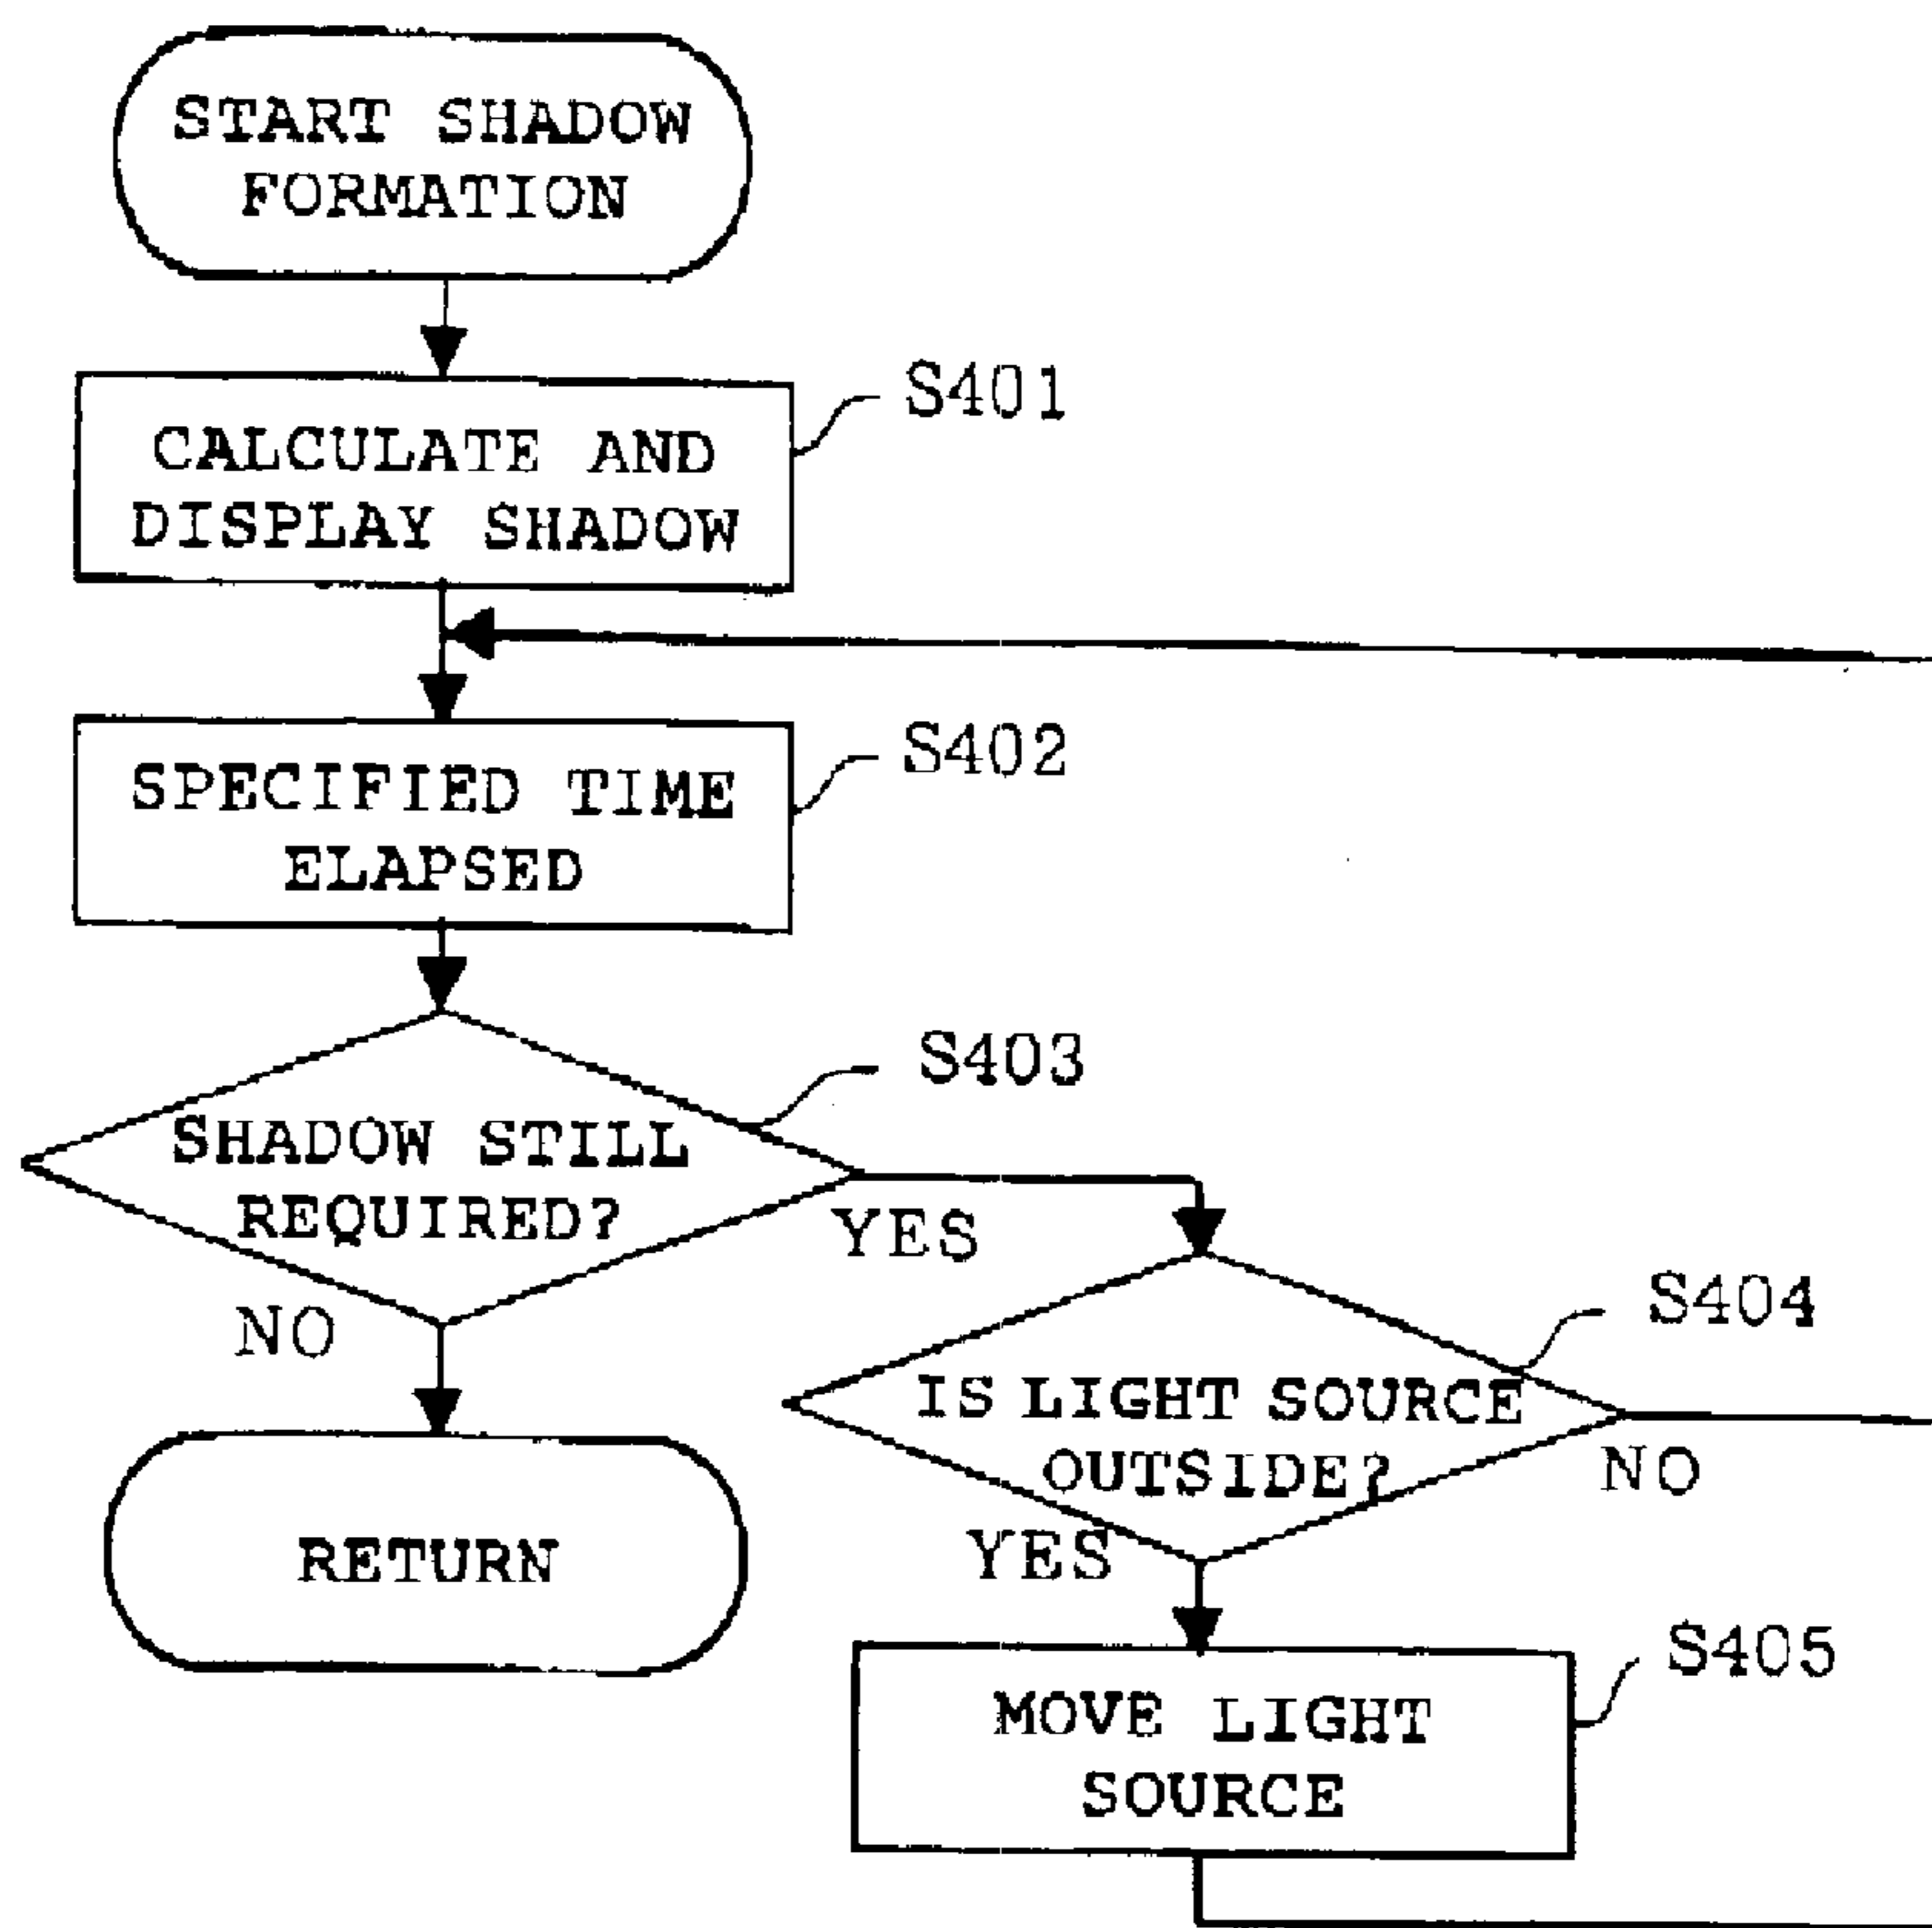 START SHADOW
FORMATION
S401
CALCULATE AND
DISPLAY SHADOW
S402
SPECIFIED TIME
ELAPSED
S403
SHADOW STILL
REQUIRED?
YES
NO
S404
IS LIGHT SOURCE
OUTSIDE?
NO
YES
RETURN
S405
MOVE LIGHT
SOURCE